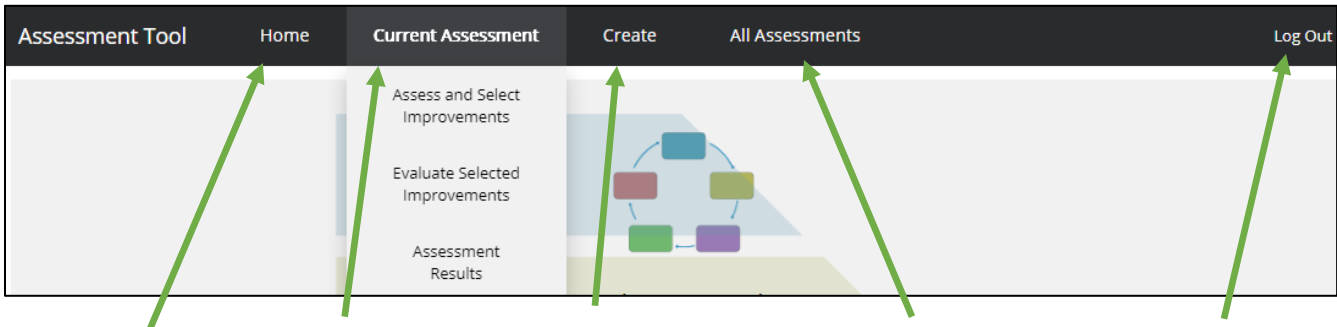 Assessment Tool Home Current Assessment Create All Assessments Log Out
Assess and Select
Improvements
Evaluate Selected
Improvements
Assessment
Results